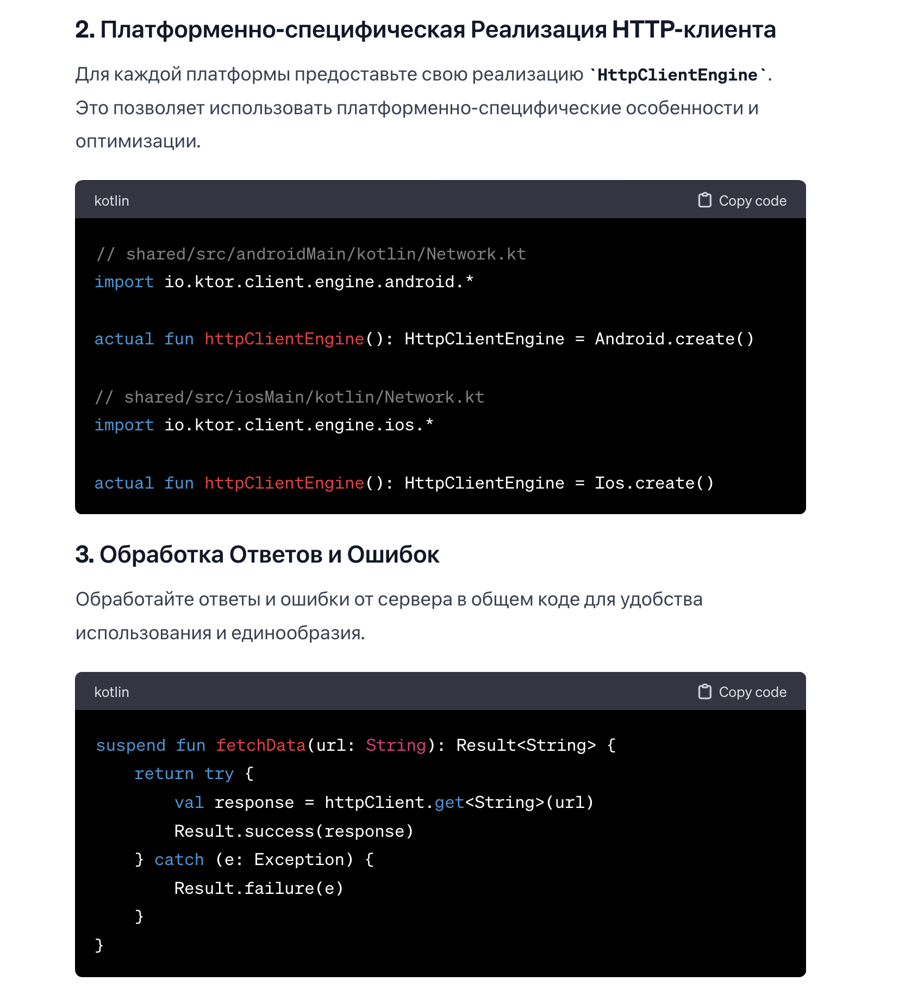 2. Платформенно-специфическая Реализация HTTP-клиента
Для каждой платформы предоставьте свою реализацию `HttpClientEngine`.
Это позволяет использовать платформенно-специфические особенности и
оптимизации.
kotlin Copy code
// shared/src/androidMain/kotlin/Network.kt
import io.ktor.client.engine.android.*
actual fun httpClientEngine(): HttpClientEngine = Android.create()
// shared/src/iosMain/kotlin/Network.kt
import io.ktor.client.engine.ios.*
actual fun httpClientEngine(): HttpClientEngine = Ios.create()
3. Обработка Ответов и Ошибок
Обработайте ответы и ошибки от сервера в общем коде для удобства
использования и единообразия.
kotlin Copy code
suspend fun fetchData(url: String): Result<String> {
    return try {
        val response = httpClient.get<String>(url)
        Result.success(response)
    } catch (e: Exception) {
        Result.failure(e)
    }
}